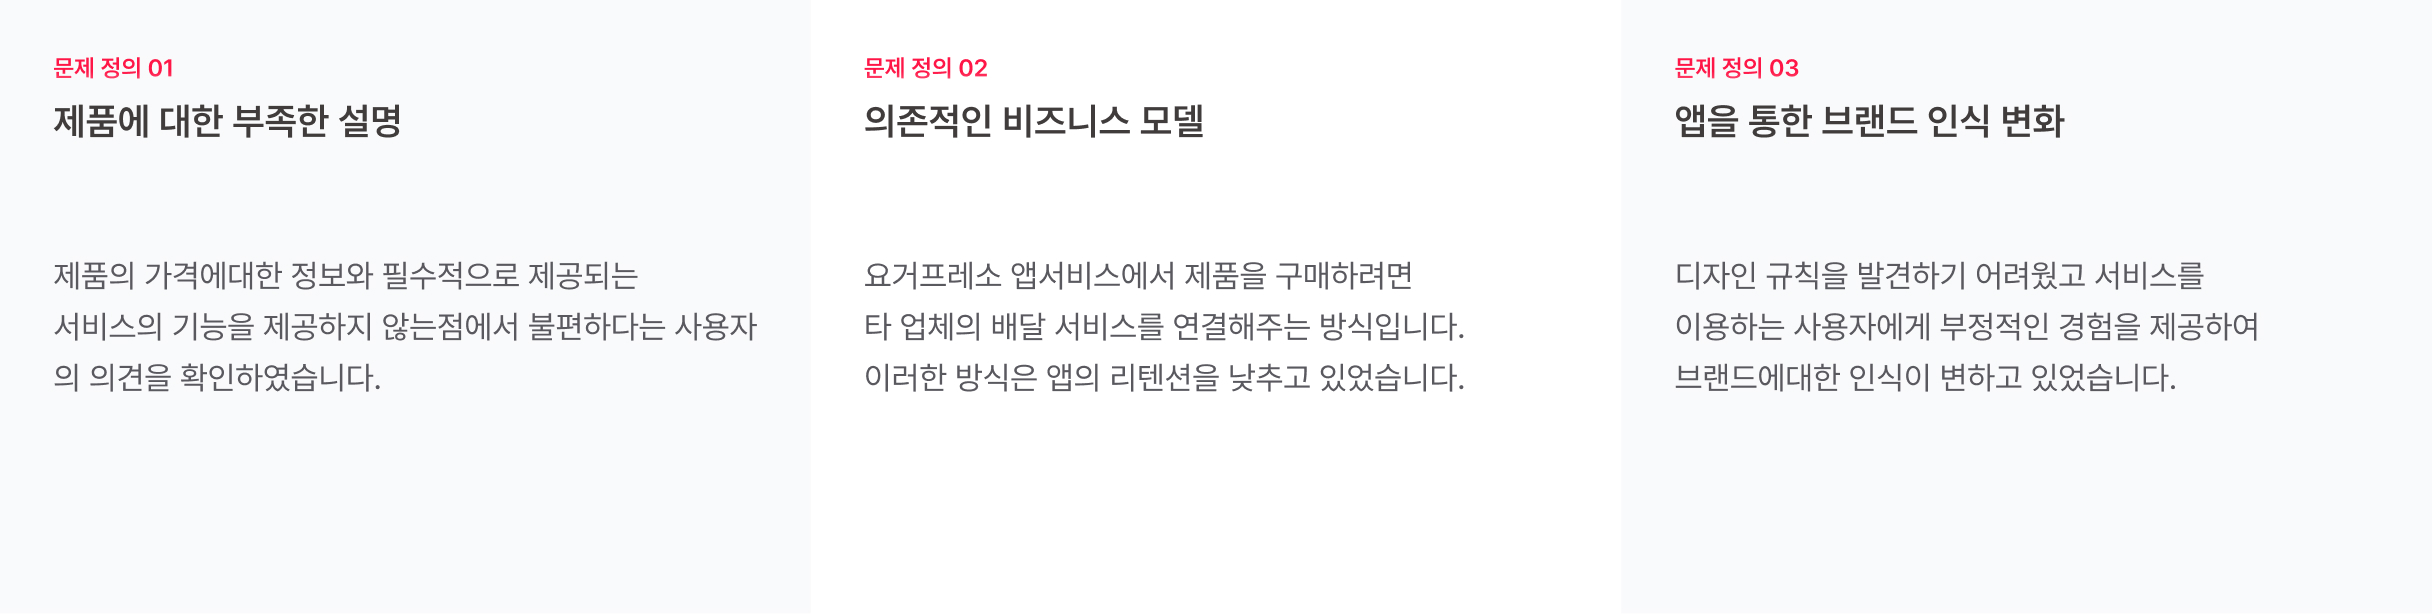 문제 정의 01
제품에 대한 부족한 설명
제품의 가격에대한 정보와 필수적으로 제공되는
서비스의 기능을 제공하지 않는점에서 불편하다는 사용자
의 의견을 확인하였습니다.
문제 정의 02
의존적인 비즈니스 모델
요거프레소 앱서비스에서 제품을 구매하려면
타 업체의 배달 서비스를 연결해주는 방식입니다.
이러한 방식은 앱의 리텐션을 낮추고 있었습니다.
문제 정의 03
앱을 통한 브랜드 인식 변화
디자인 규칙을 발견하기 어려웠고 서비스를
이용하는 사용자에게 부정적인 경험을 제공하여
브랜드에대한 인식이 변하고 있었습니다.